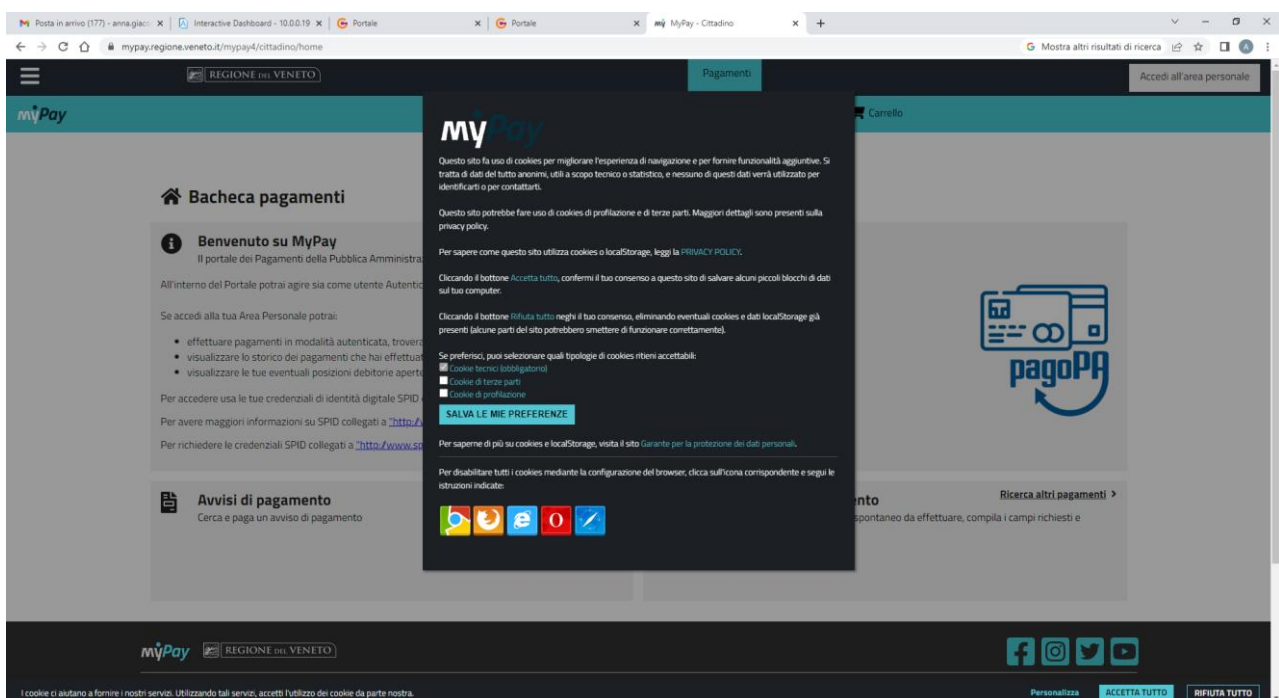 Posta in arrivo (177) - anna.giac
Interactive Dashboard - 10.0.0.19
Portale
Portale
MyPay - Cittadino
mypay.regione.veneto.it/mypay4/cittadino/home
Mostra altri risultati di ricerca
REGIONE DEL VENETO
Pagamenti
Accedi all'area personale
myPay
Carrello
myPay
Questo sito fa uso di cookies per migliorare l'esperienza di navigazione e per fornire funzionalità aggiuntive. Si
tratta di dati del tutto anonimi, utili a scopo tecnico o statistico, e nessuno di questi dati verrà utilizzato per
identificarti o per contattarti.
Questo sito potrebbe fare uso di cookies di profilazione e di terze parti. Maggiori dettagli sono presenti sulla
privacy policy.
Per sapere come questo sito utilizza cookies o localStorage, leggi la PRIVACY POLICY.
Cliccando il bottone Accetta tutto, confermi il tuo consenso a questo sito di salvare alcuni piccoli blocchi di dati
sul tuo computer.
Cliccando il bottone Rifiuta tutto neghi il tuo consenso, eliminando eventuali cookies e dati localStorage già
presenti (alcune parti del sito potrebbero smettere di funzionare correttamente).
Se preferisci, puoi selezionare quali tipologie di cookies ritieni accettabili:
Cookie tecnici (obbligatorio)
Cookie di terze parti
Cookie di profilazione
SALVA LE MIE PREFERENZE
Per saperne di più su cookies e localStorage, visita il sito Garante per la protezione dei dati personali.
Per disabilitare tutti i cookies mediante la configurazione del browser, clicca sull'icona corrispondente e segui le
istruzioni indicate:
Bacheca pagamenti
Benvenuto su MyPay
Il portale dei Pagamenti della Pubblica Amministra
All'interno del Portale potrai agire sia come utente Autentic
Se accedi alla tua Area Personale potrai:
effettuare pagamenti in modalità autenticata, trover
visualizzare lo storico dei pagamenti che hai effettuat
visualizzare le tue eventuali posizioni debitorie aperte
Per accedere usa le tue credenziali di identità digitale SPID
Per avere maggiori informazioni su SPID collegati a "http:/
Per richiedere le credenziali SPID collegati a "http://www.sp
pagoPA
Avvisi di pagamento
Cerca e paga un avviso di pagamento
nto
Ricerca altri pagamenti >
spontaneo da effettuare, compila i campi richiesti e
myPay
REGIONE DEL VENETO
I cookie ci aiutano a fornire i nostri servizi. Utilizzando tali servizi, accetti l'utilizzo dei cookie da parte nostra.
Personalizza
ACCETTA TUTTO
RIFIUTA TUTTO